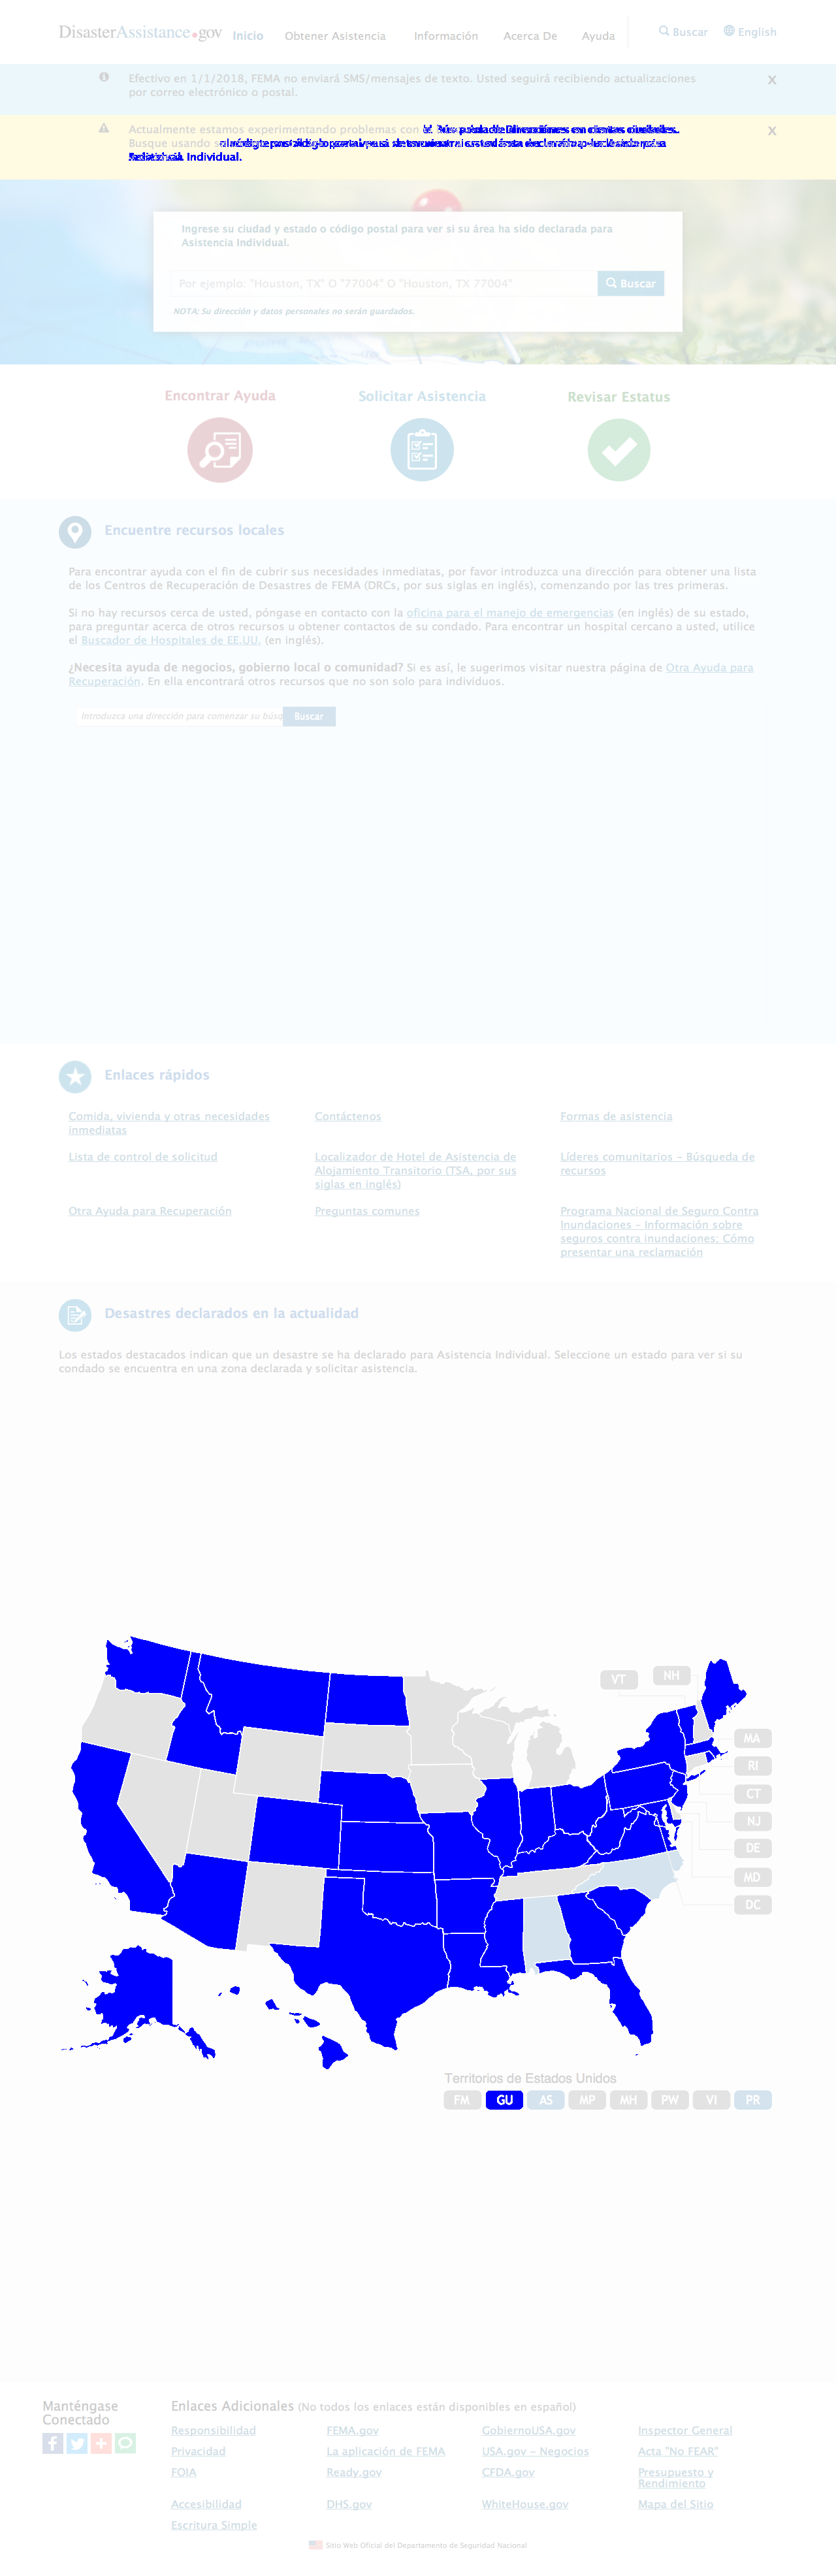 DisasterAssistance.gov Inicio Obtener Asistencia Información Acerca De Ayuda Buscar English
Efectivo en 1/1/2018, FEMA no enviará SMS/mensajes de texto. Usted seguirá recibiendo actualizaciones
por correo electrónico o postal.
X
Actualmente estamos experimentando problemas con
X
Busque usando
Individual.
Ingrese su ciudad y estado o código postal para ver si su área ha sido declarada para
Asistencia Individual.
Por ejemplo: "Houston, TX" O "77004" O "Houston, TX 77004"
Buscar
NOTA: Su dirección y datos personales no serán guardados.
Encontrar Ayuda Solicitar Asistencia Revisar Estatus
Encuentre recursos locales
Para encontrar ayuda con el fin de cubrir sus necesidades inmediatas, por favor introduzca una dirección para obtener una lista
de los Centros de Recuperación de Desastres de FEMA (DRCs, por sus siglas en inglés), comenzando por las tres primeras.
Si no hay recursos cerca de usted, póngase en contacto con la oficina para el manejo de emergencias (en inglés) de su estado,
para preguntar acerca de otros recursos u obtener contactos de su condado. Para encontrar un hospital cercano a usted, utilice
el Buscador de Hospitales de EE.UU. (en inglés).
¿Necesita ayuda de negocios, gobierno local o comunidad? Si es así, le sugerimos visitar nuestra página de Otra Ayuda para
Recuperación. En ella encontrará otros recursos que no son solo para individuos.
Introduzca una dirección para comenzar su búsq Buscar
Enlaces rápidos
Comida, vivienda y otras necesidades
inmediatas
Contáctenos
Formas de asistencia
Lista de control de solicitud
Localizador de Hotel de Asistencia de
Alojamiento Transitorio (TSA, por sus
siglas en inglés)
Líderes comunitarios - Búsqueda de
recursos
Otra Ayuda para Recuperación
Preguntas comunes
Programa Nacional de Seguro Contra
Inundaciones - Información sobre
seguros contra inundaciones; Cómo
presentar una reclamación
Desastres declarados en la actualidad
Los estados destacados indican que un desastre se ha declarado para Asistencia Individual. Seleccione un estado para ver si su
condado se encuentra en una zona declarada y solicitar asistencia.
VT NH
MA
RI
CT
NJ
DE
MD
DC
Territorios de Estados Unidos
FM GU AS MP MH PW VI PR
Manténgase
Conectado
Enlaces Adicionales (No todos los enlaces están disponibles en español)
Responsibilidad FEMA.gov GobiernoUSA.gov Inspector General
Privacidad La aplicación de FEMA USA.gov - Negocios Acta "No FEAR"
FOIA Ready.gov CFDA.gov Presupuesto y
Rendimiento
Accesibilidad DHS.gov WhiteHouse.gov Mapa del Sitio
Escritura Simple
Sitio Web Oficial del Departamento de Seguridad Nacional